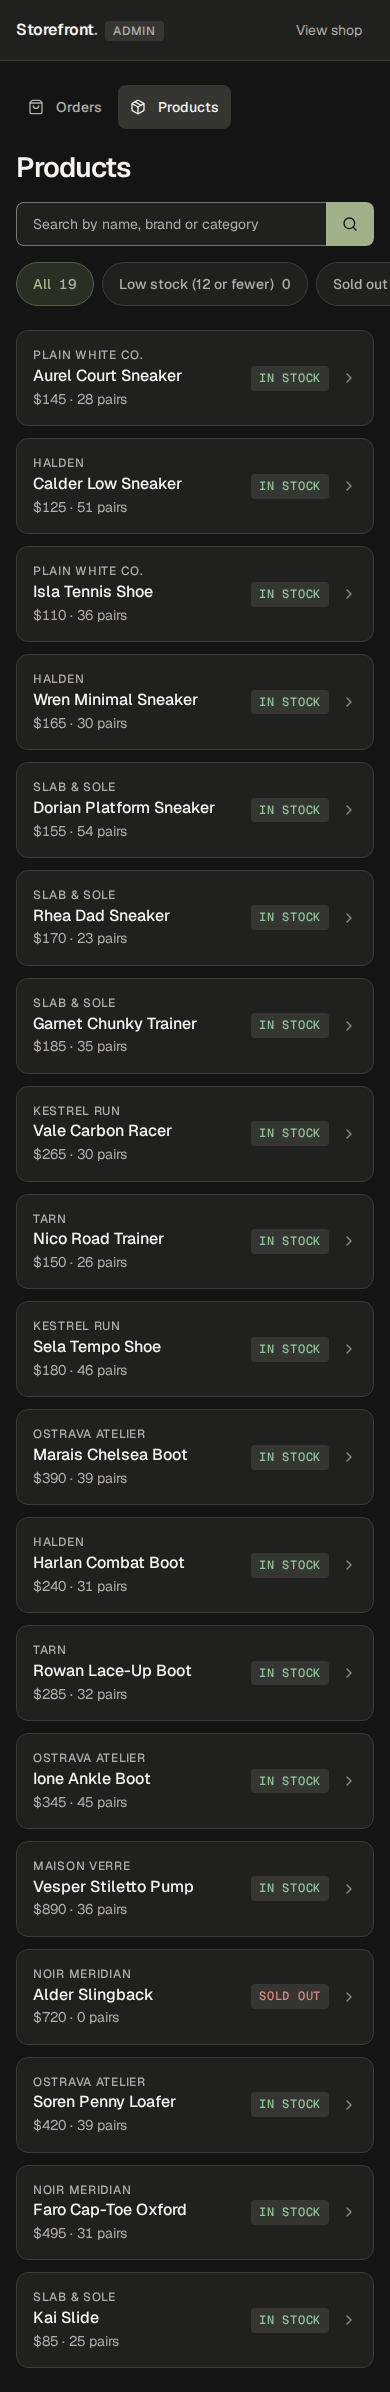 Storefront. ADMIN View shop
Orders Products
Products
Search by name, brand or category
All 19 Low stock (12 or fewer) 0 Sold out
PLAIN WHITE CO.
Aurel Court Sneaker
$145 · 28 pairs
IN STOCK
HALDEN
Calder Low Sneaker
$125 · 51 pairs
IN STOCK
PLAIN WHITE CO.
Isla Tennis Shoe
$110 · 36 pairs
IN STOCK
HALDEN
Wren Minimal Sneaker
$165 · 30 pairs
IN STOCK
SLAB & SOLE
Dorian Platform Sneaker
$155 · 54 pairs
IN STOCK
SLAB & SOLE
Rhea Dad Sneaker
$170 · 23 pairs
IN STOCK
SLAB & SOLE
Garnet Chunky Trainer
$185 · 35 pairs
IN STOCK
KESTREL RUN
Vale Carbon Racer
$265 · 30 pairs
IN STOCK
TARN
Nico Road Trainer
$150 · 26 pairs
IN STOCK
KESTREL RUN
Sela Tempo Shoe
$180 · 46 pairs
IN STOCK
OSTRAVA ATELIER
Marais Chelsea Boot
$390 · 39 pairs
IN STOCK
HALDEN
Harlan Combat Boot
$240 · 31 pairs
IN STOCK
TARN
Rowan Lace-Up Boot
$285 · 32 pairs
IN STOCK
OSTRAVA ATELIER
Ione Ankle Boot
$345 · 45 pairs
IN STOCK
MAISON VERRE
Vesper Stiletto Pump
$890 · 36 pairs
IN STOCK
NOIR MERIDIAN
Alder Slingback
$720 · 0 pairs
SOLD OUT
OSTRAVA ATELIER
Soren Penny Loafer
$420 · 39 pairs
IN STOCK
NOIR MERIDIAN
Faro Cap-Toe Oxford
$495 · 31 pairs
IN STOCK
SLAB & SOLE
Kai Slide
$85 · 25 pairs
IN STOCK